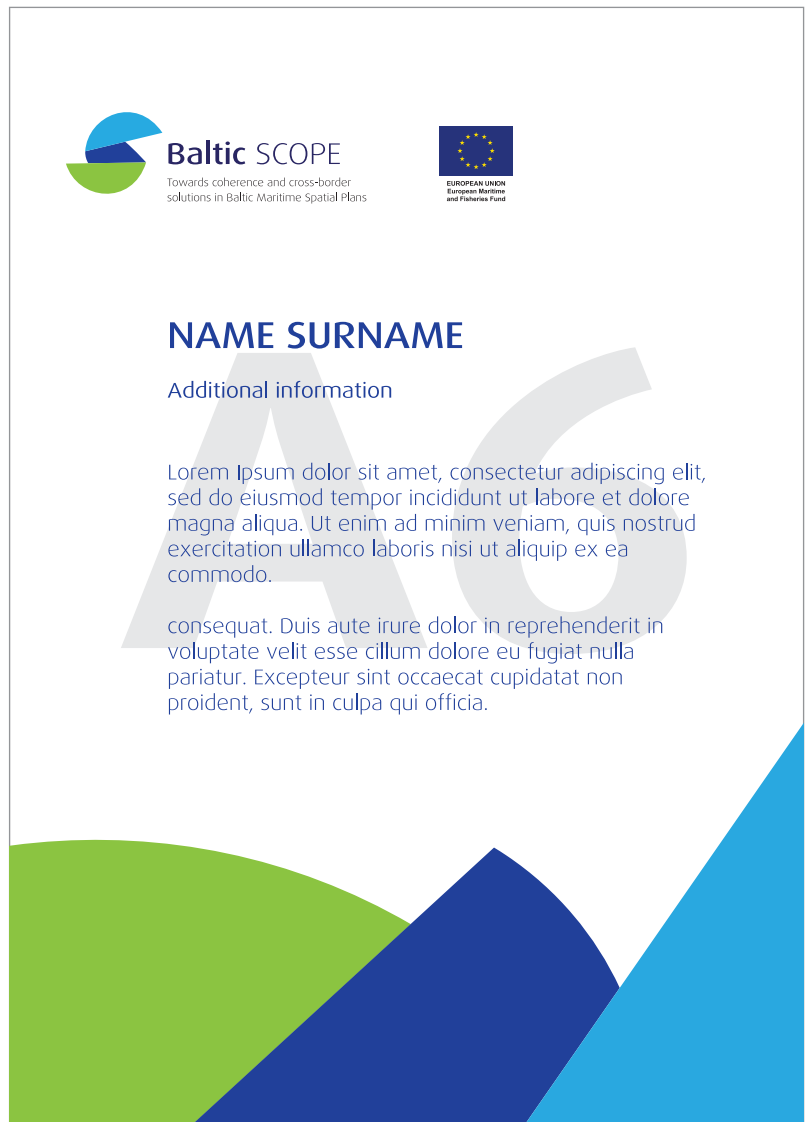 Baltic SCOPE
Towards coherence and cross-border
solutions in Baltic Maritime Spatial Plans
EUROPEAN UNION
European Maritime
and Fisheries Fund
NAME SURNAME
Additional information
A6
Lorem Ipsum dolor sit amet, consectetur adipiscing elit,
sed do eiusmod tempor incididunt ut labore et dolore
magna aliqua. Ut enim ad minim veniam, quis nostrud
exercitation ullamco laboris nisi ut aliquip ex ea
commodo.
consequat. Duis aute irure dolor in reprehenderit in
voluptate velit esse cillum dolore eu fugiat nulla
pariatur. Excepteur sint occaecat cupidatat non
proident, sunt in culpa qui officia.